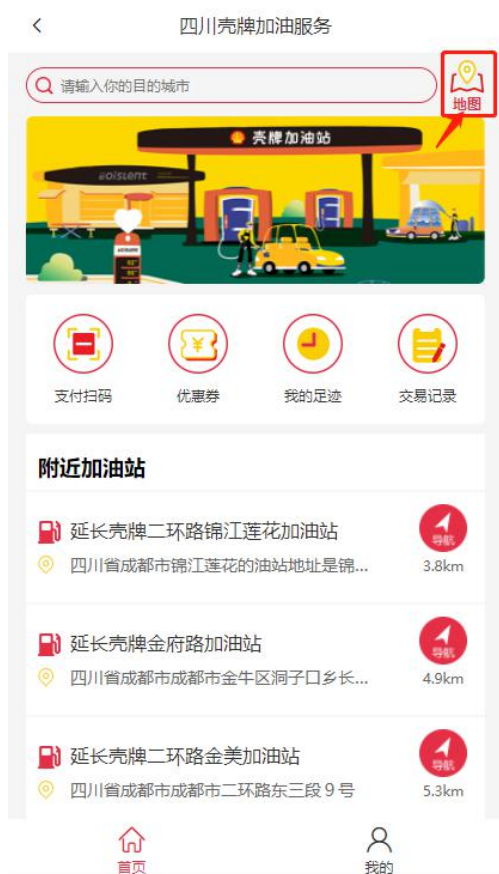 四川壳牌加油服务
请输入你的目的城市
地图
壳牌加油站
支付扫码
优惠券
我的足迹
交易记录
附近加油站
延长壳牌二环路锦江莲花加油站
导航
四川省成都市锦江莲花的油站地址是锦...
3.8km
延长壳牌金府路加油站
导航
四川省成都市成都市金牛区洞子口乡长...
4.9km
延长壳牌二环路金美加油站
导航
四川省成都市成都市二环路东三段９号
5.3km
首页
我的